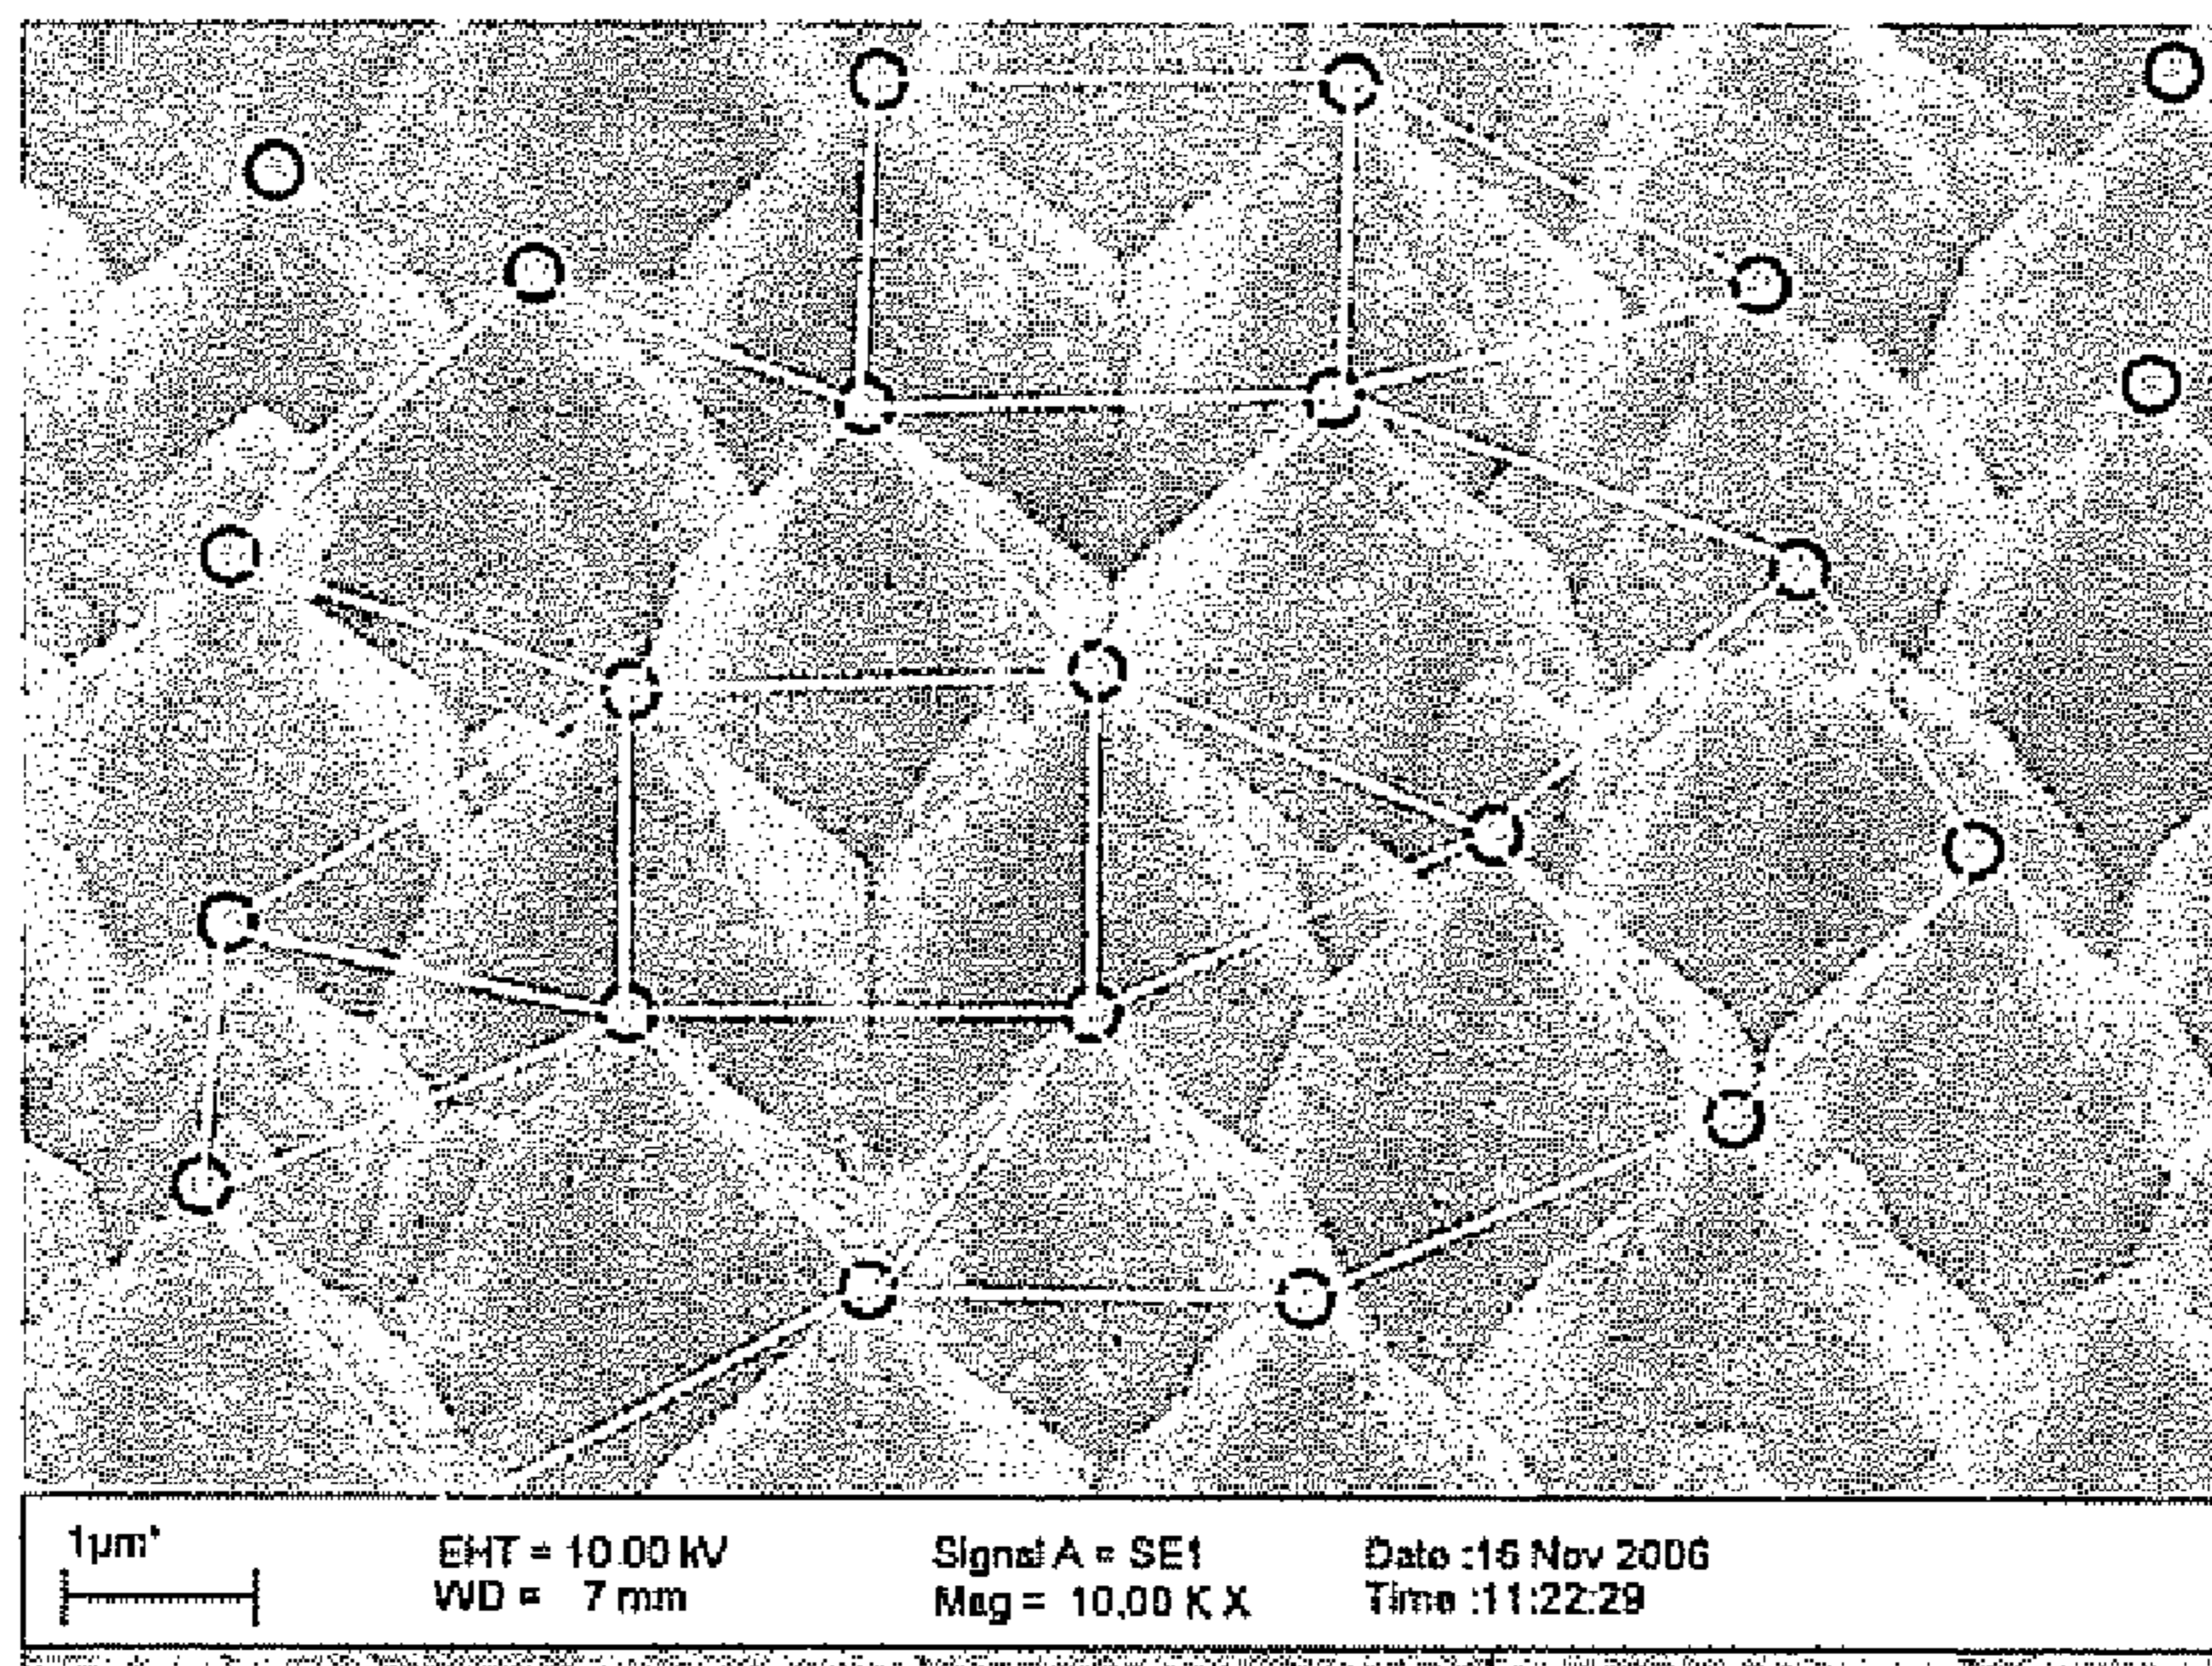 1µm*
EHT = 10.00 kV
WD = 7 mm
Signal A = SE1
Mag = 10.00 K X
Date :16 Nov 2006
Time :11:22:29